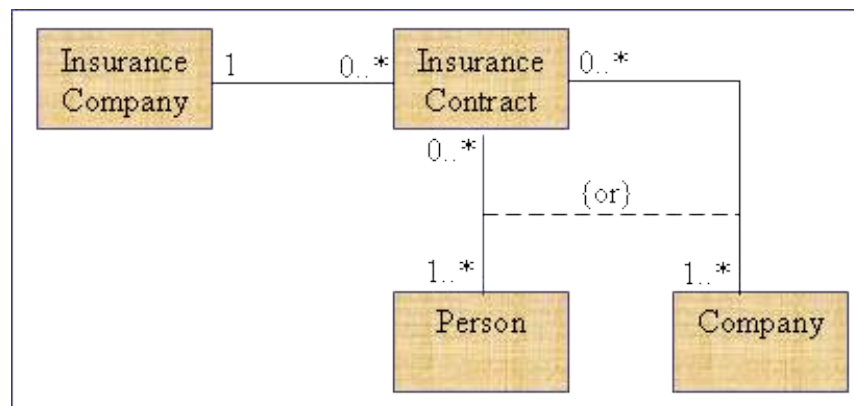 Insurance
Company
1
0..*
Insurance
Contract
0..*
0..*
{or}
1..*
1..*
Person
Company